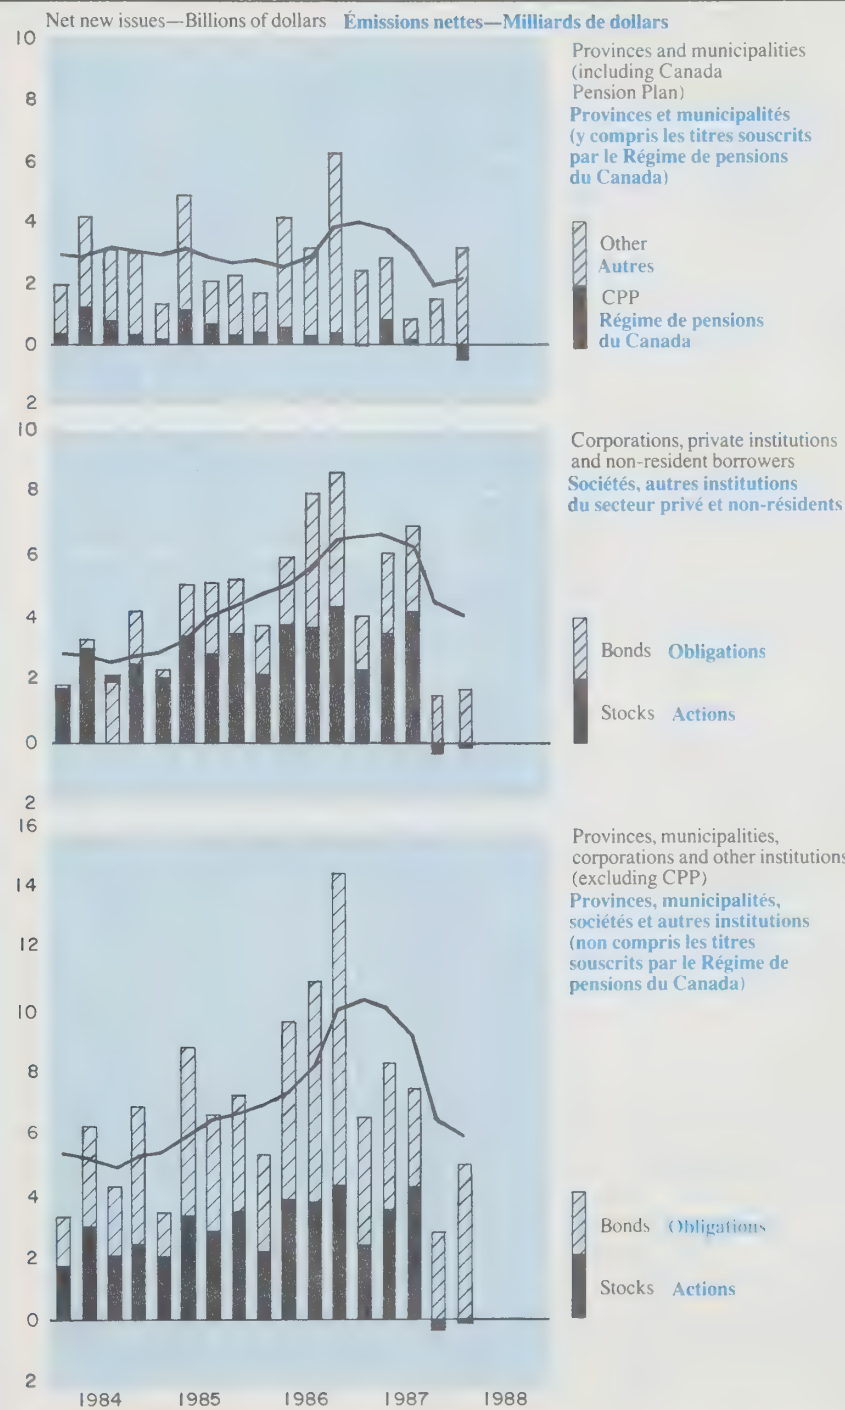 Net new issues—Billions of dollars Émissions nettes—Milliards de dollars
10
8
6
4
2
0
2
Provinces and municipalities
(including Canada
Pension Plan)
Provinces et municipalités
(y compris les titres souscrits
par le Régime de pensions
du Canada)
Other
Autres
CPP
Régime de pensions
du Canada
10
8
6
4
2
0
2
Corporations, private institutions
and non-resident borrowers
Sociétés, autres institutions
du secteur privé et non-résidents
Bonds Obligations
Stocks Actions
16
14
12
10
8
6
4
2
0
2
Provinces, municipalities,
corporations and other institutions
(excluding CPP)
Provinces, municipalités,
sociétés et autres institutions
(non compris les titres
souscrits par le Régime de
pensions du Canada)
Bonds Obligations
Stocks Actions
1984 1985 1986 1987 1988